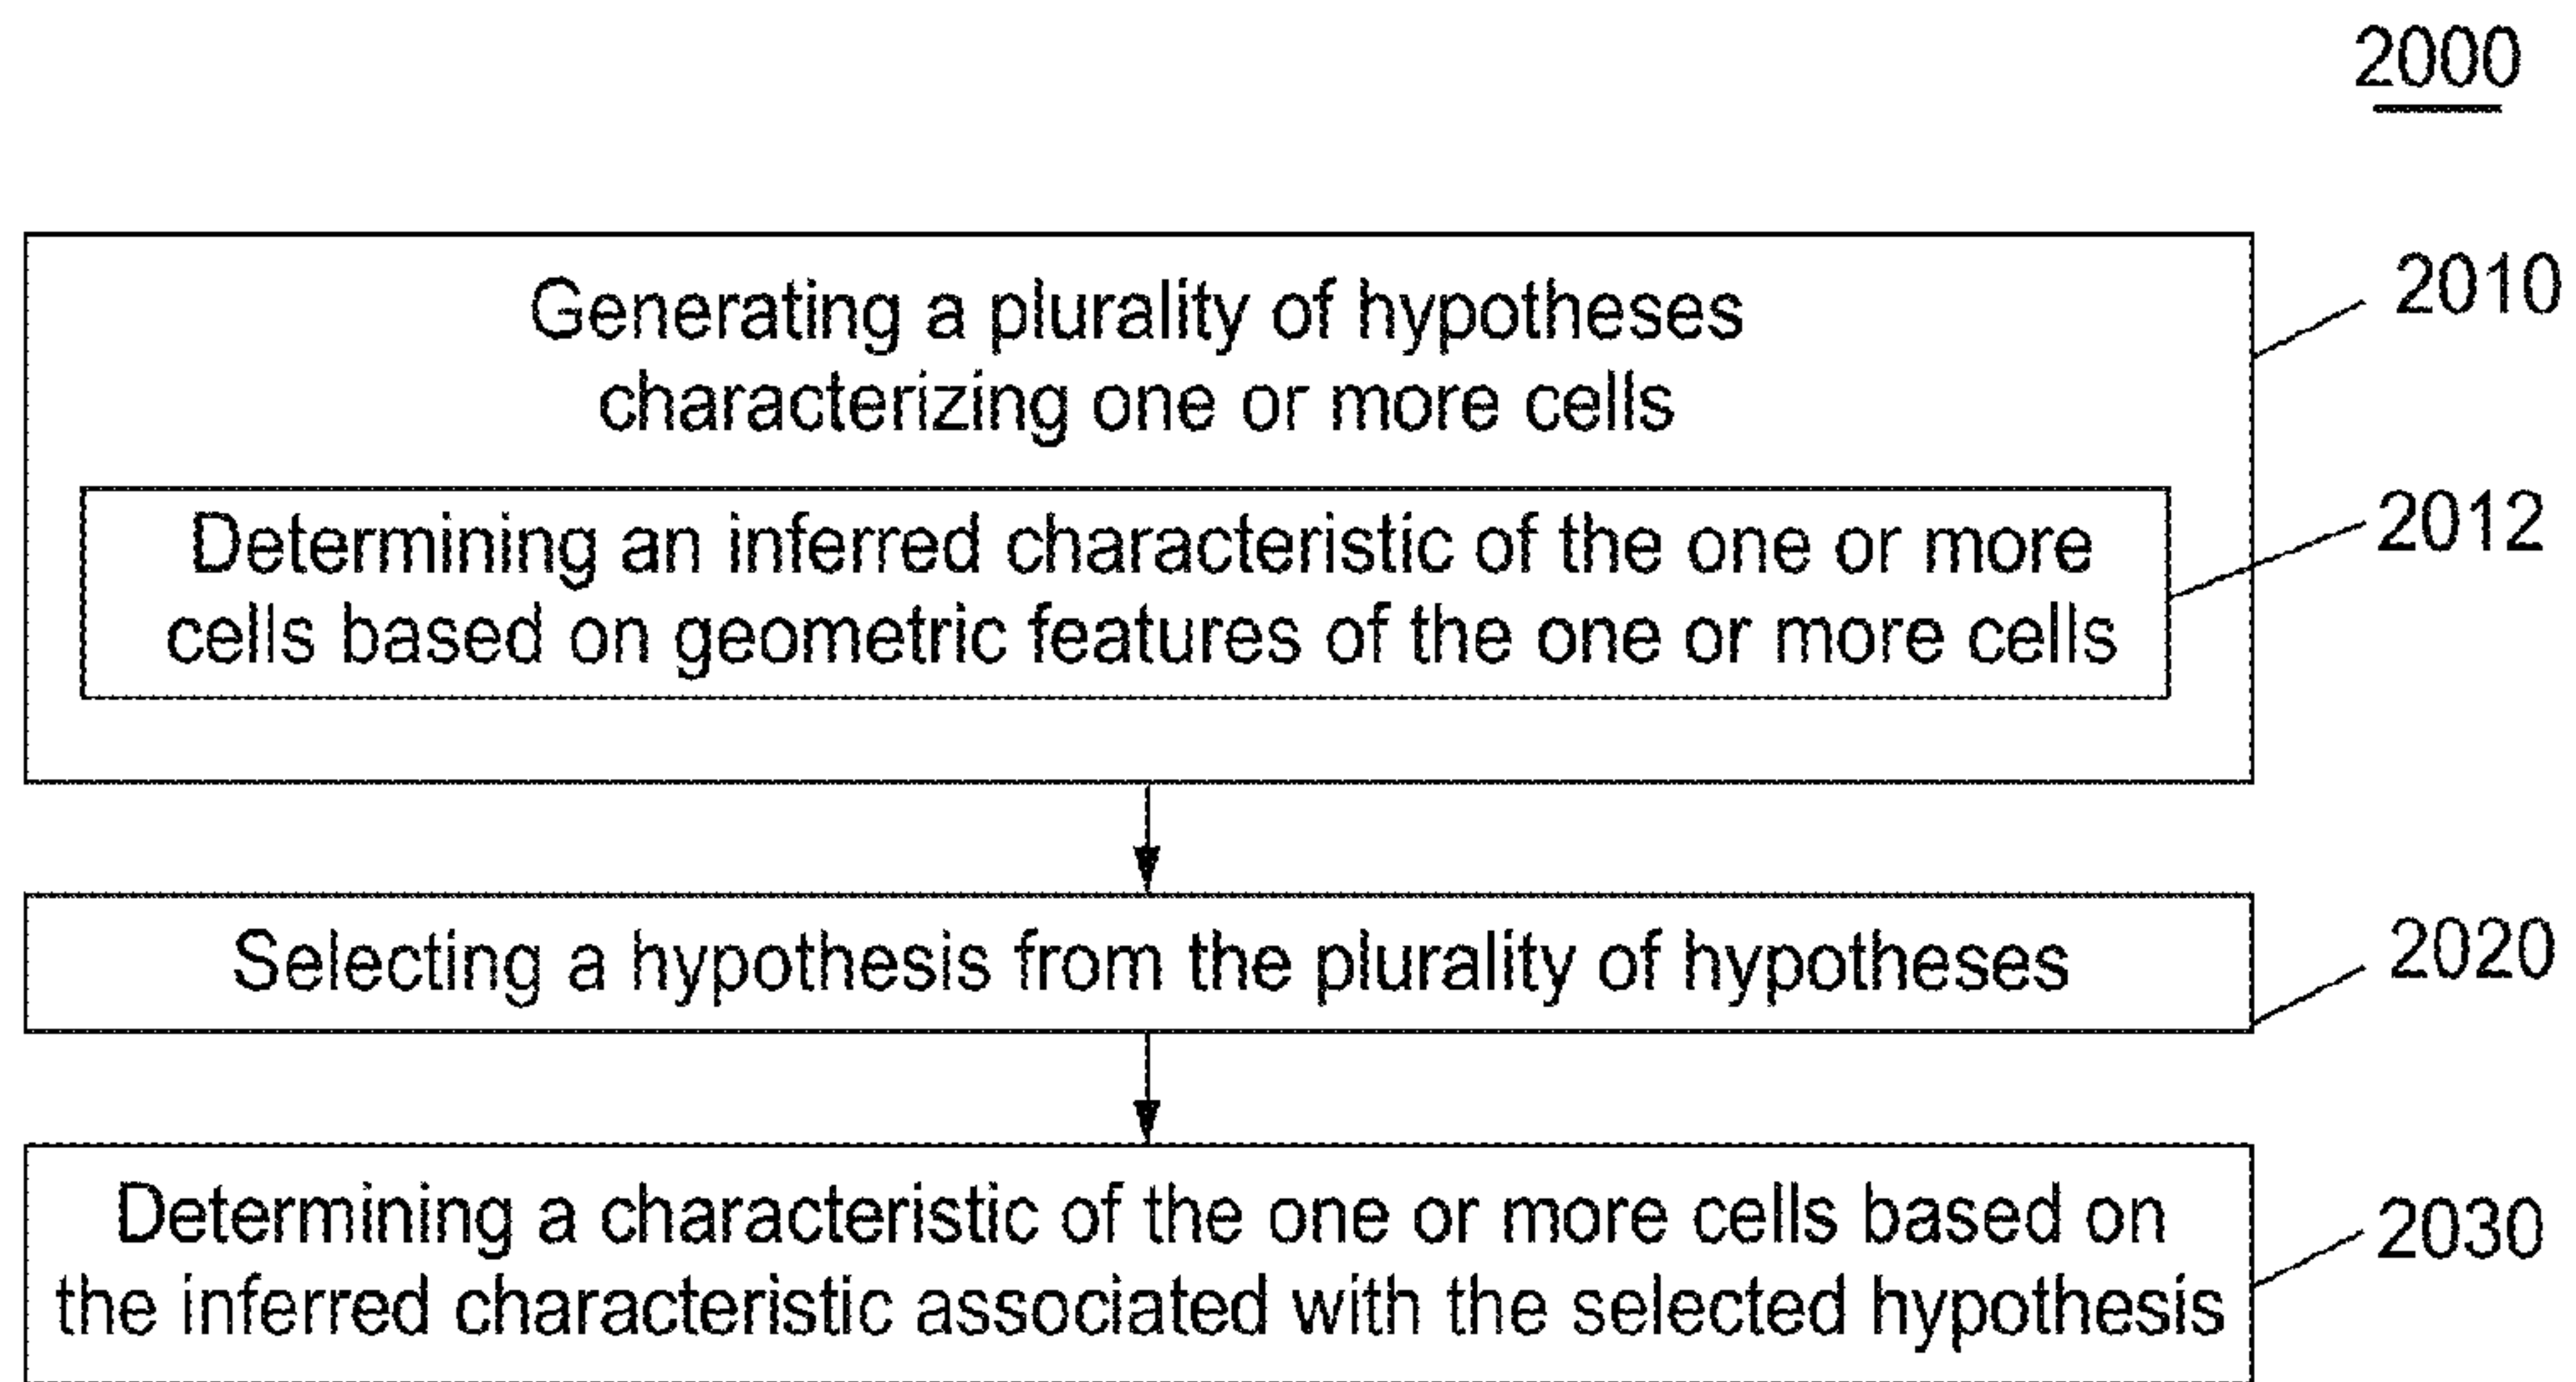 2000
Generating a plurality of hypotheses
characterizing one or more cells
2010
Determining an inferred characteristic of the one or more
cells based on geometric features of the one or more cells
2012
Selecting a hypothesis from the plurality of hypotheses
2020
Determining a characteristic of the one or more cells based on
the inferred characteristic associated with the selected hypothesis
2030